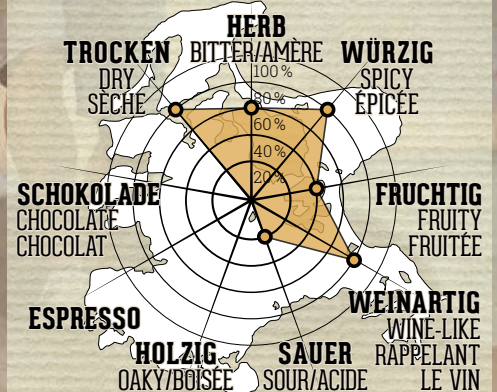 HERB
BITTER/AMÈRE
TROCKEN
DRY
SÈCHE
WÜRZIG
SPICY
ÉPICÉE
100%
80%
60%
40%
20%
SCHOKOLADE
CHOCOLATE
CHOCOLAT
FRUCHTIG
FRUITY
FRUITÉE
ESPRESSO
WEINARTIG
WINE-LIKE
RAPPELANT
LE VIN
HOLZIG
OAKY/BOISÉE
SAUER
SOUR/ACIDE